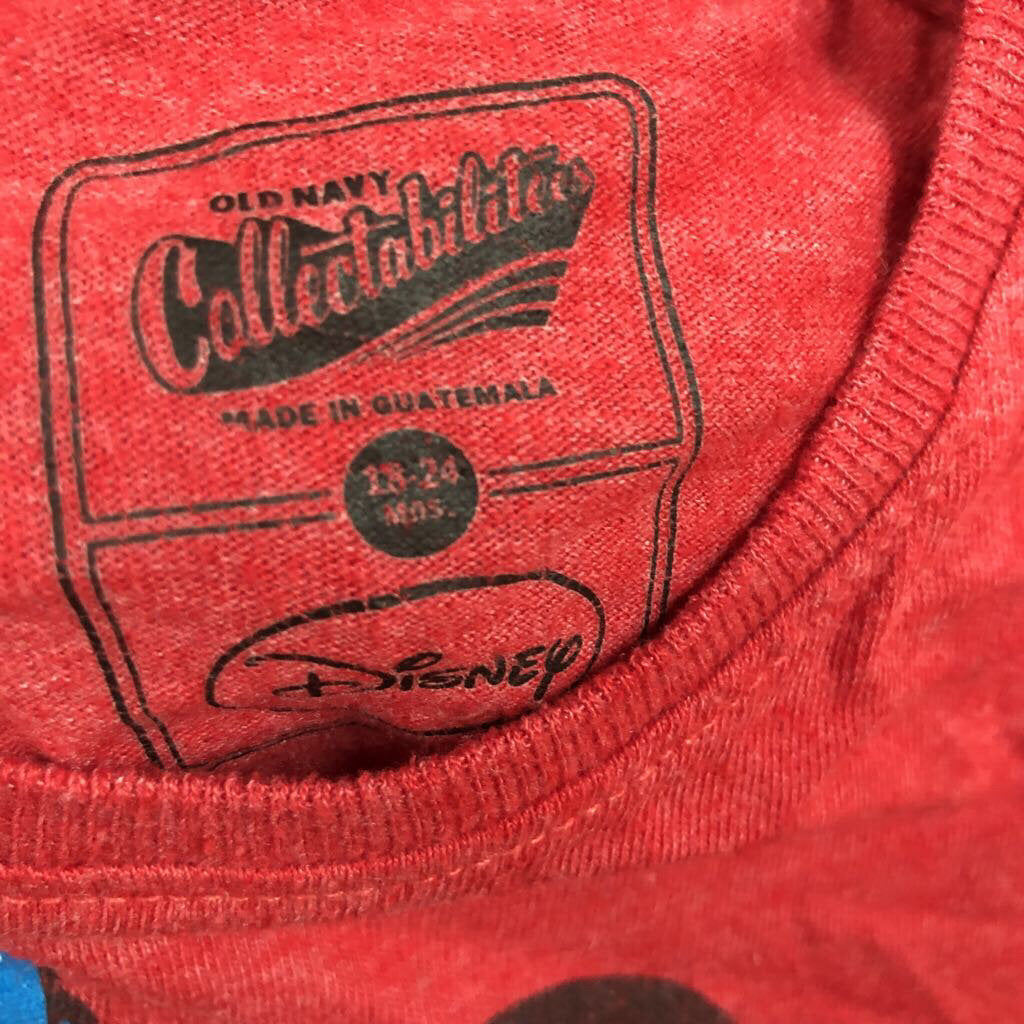 OLD NAVY
Collectabilities
MADE IN GUATEMALA
18-24
MOS.
DISNEY